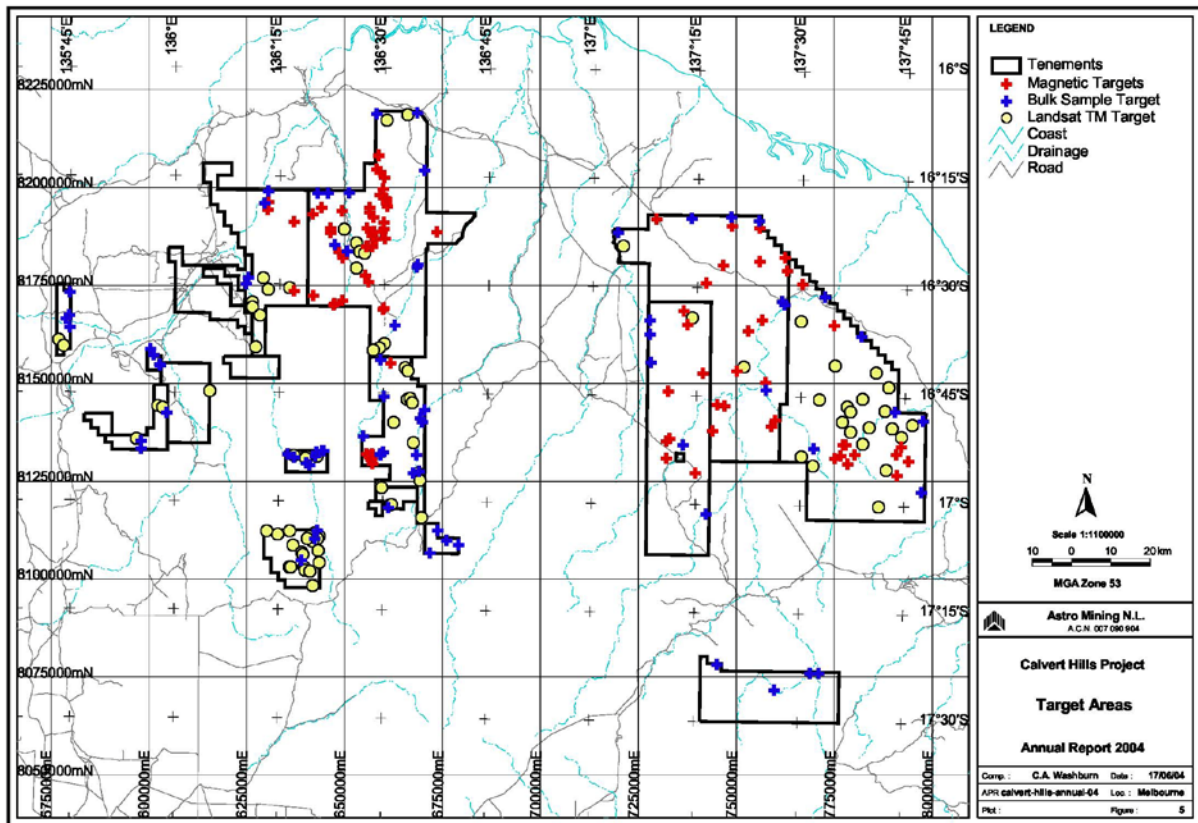 135°45'E
136°E
136°15'E
136°30'E
136°45'E
137°E
137°15'E
137°30'E
137°45'E
16°S
16°15'S
16°30'S
16°45'S
17°S
17°15'S
17°30'S
8225000mN
8200000mN
8175000mN
8150000mN
8125000mN
8100000mN
8075000mN
8050000mN
575000mE
600000mE
625000mE
650000mE
675000mE
700000mE
725000mE
750000mE
775000mE
800000mE
LEGEND
Tenements
Magnetic Targets
Bulk Sample Target
Landsat TM Target
Coast
Drainage
Road
N
Scale 1:1100000
10 0 10 20 km
MGA Zone 53
Astro Mining N.L.
A.C.N. 007 090 904
Calvert Hills Project
Target Areas
Annual Report 2004
Comp. : C.A. Washburn Date : 17/06/04
APR calvert-hills-annual-04 Loc. : Melbourne
Plot : Figure : 5